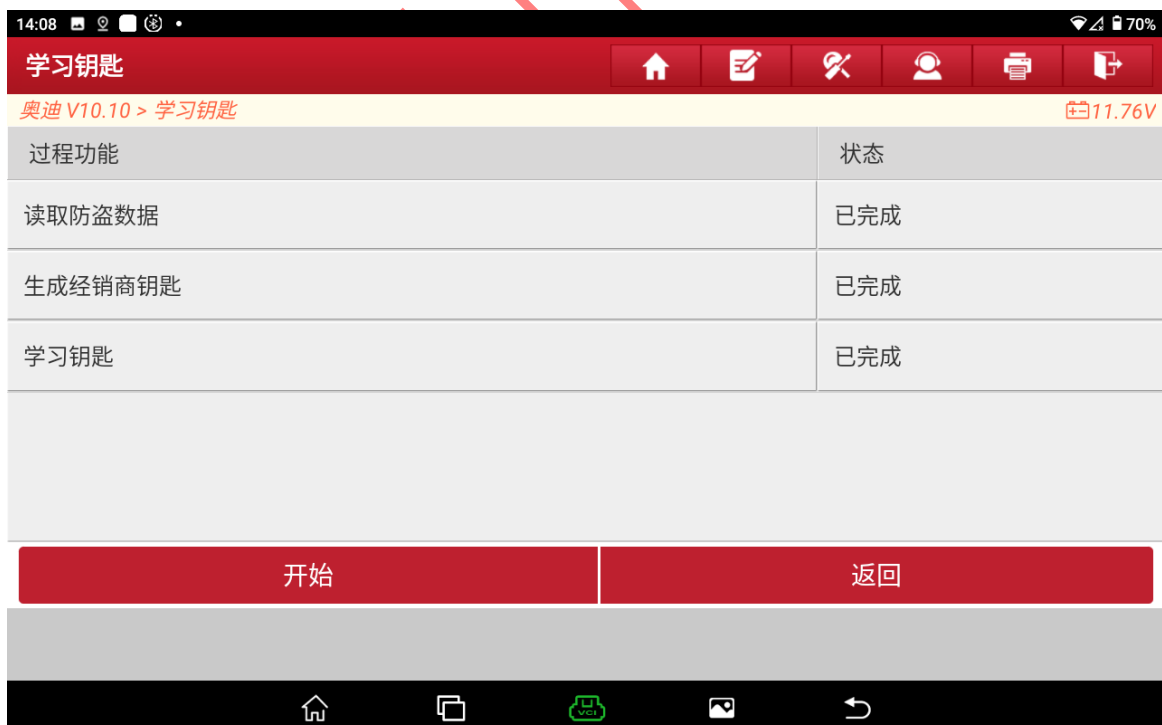 14:08 70%
学习钥匙
奥迪 V10.10 > 学习钥匙 11.76V
过程功能 状态
读取防盗数据 已完成
生成经销商钥匙 已完成
学习钥匙 已完成
开始 返回
VCI